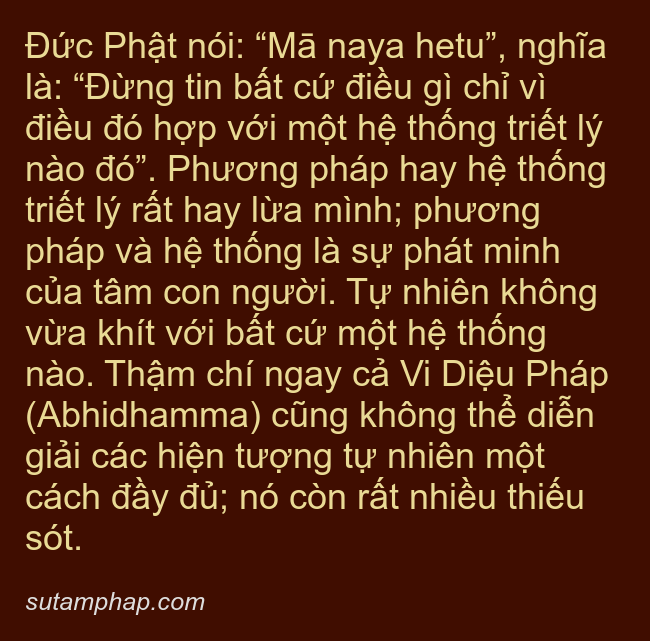 Đức Phật nói: “Mā naya hetu”, nghĩa
là: “Đừng tin bất cứ điều gì chỉ vì
điều đó hợp với một hệ thống triết lý
nào đó”. Phương pháp hay hệ thống
triết lý rất hay lừa mình; phương
pháp và hệ thống là sự phát minh
của tâm con người. Tự nhiên không
vừa khít với bất cứ một hệ thống
nào. Thậm chí ngay cả Vi Diệu Pháp
(Abhidhamma) cũng không thể diễn
giải các hiện tượng tự nhiên một
cách đầy đủ; nó còn rất nhiều thiếu
sót.
sutamphap.com